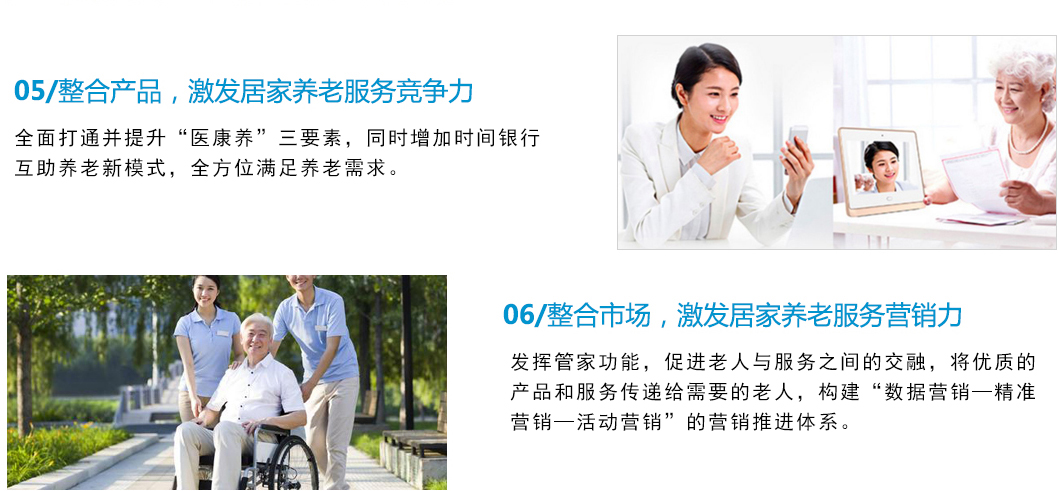 05/整合产品，激发居家养老服务竞争力
全面打通并提升“医康养”三要素，同时增加时间银行
互助养老新模式，全方位满足养老需求。
06/整合市场，激发居家养老服务营销力
发挥管家功能，促进老人与服务之间的交融，将优质的
产品和服务传递给需要的老人，构建“数据营销—精准
营销—活动营销”的营销推进体系。